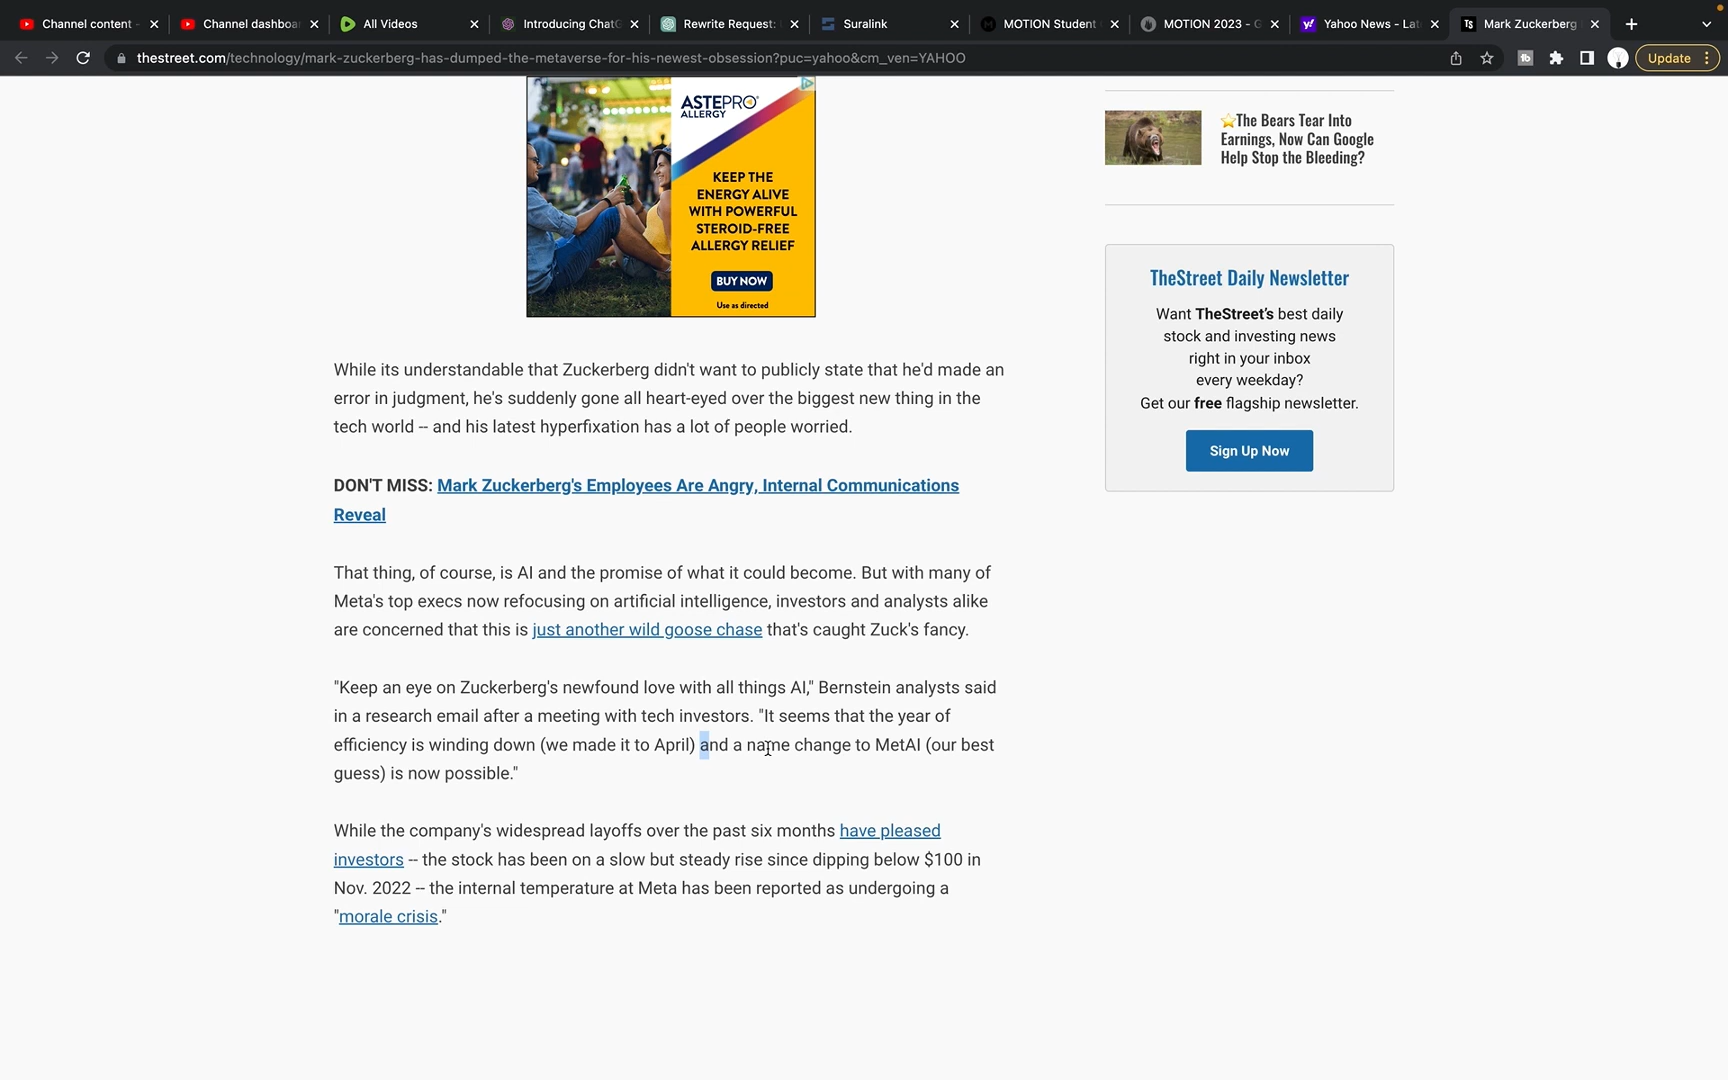 Channel content -
Channel dashboa
All Videos
Introducing ChatG
Rewrite Request:
Suralink
MOTION Student
MOTION 2023 - G
Yahoo News - Lat
Mark Zuckerberg
thestreet.com/technology/mark-zuckerberg-has-dumped-the-metaverse-for-his-newest-obsession?puc=yahoo&cm_ven=YAHOO
Update
ASTEPRO®
ALLERGY
KEEP THE
ENERGY ALIVE
WITH POWERFUL
STEROID-FREE
ALLERGY RELIEF
BUY NOW
Use as directed
While its understandable that Zuckerberg didn't want to publicly state that he'd made an
error in judgment, he's suddenly gone all heart-eyed over the biggest new thing in the
tech world -- and his latest hyperfixation has a lot of people worried.
DON'T MISS: Mark Zuckerberg's Employees Are Angry, Internal Communications
Reveal
That thing, of course, is AI and the promise of what it could become. But with many of
Meta's top execs now refocusing on artificial intelligence, investors and analysts alike
are concerned that this is just another wild goose chase that's caught Zuck's fancy.
"Keep an eye on Zuckerberg's newfound love with all things AI," Bernstein analysts said
in a research email after a meeting with tech investors. "It seems that the year of
efficiency is winding down (we made it to April) and a name change to MetAI (our best
guess) is now possible."
While the company's widespread layoffs over the past six months have pleased
investors -- the stock has been on a slow but steady rise since dipping below $100 in
Nov. 2022 -- the internal temperature at Meta has been reported as undergoing a
"morale crisis."
The Bears Tear Into
Earnings, Now Can Google
Help Stop the Bleeding?
TheStreet Daily Newsletter
Want TheStreet's best daily
stock and investing news
right in your inbox
every weekday?
Get our free flagship newsletter.
Sign Up Now